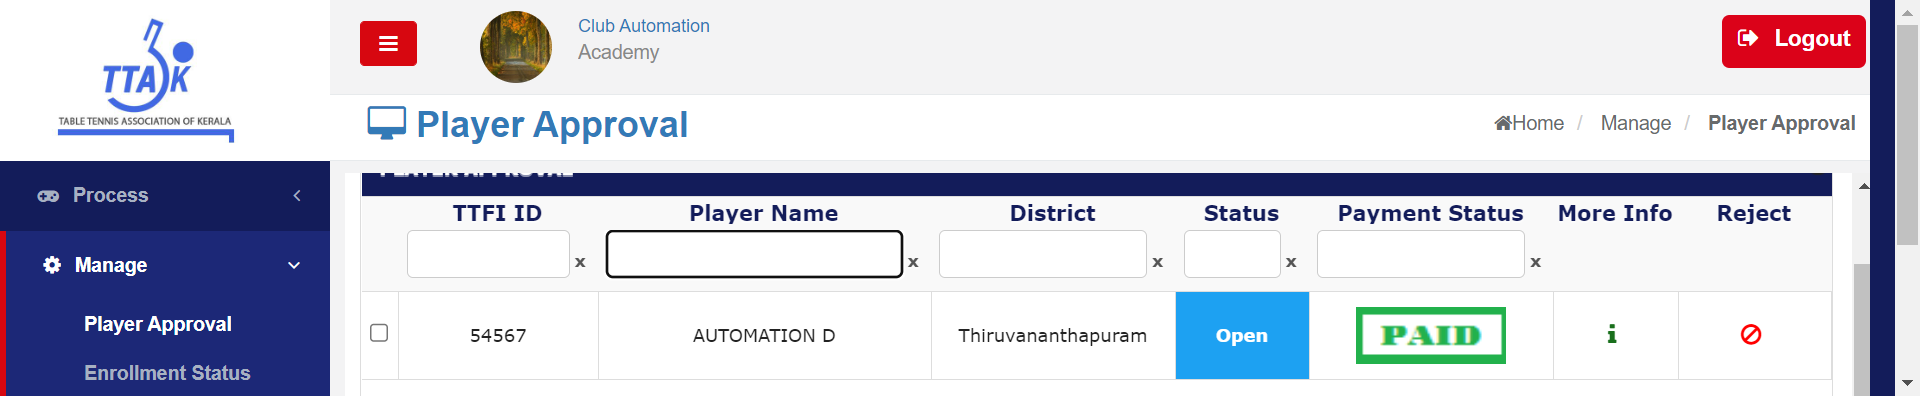 TTAK
TABLE TENNIS ASSOCIATION OF KERALA
Club Automation
Academy
Logout
Player Approval
Home / Manage / Player Approval
Process
Manage
Player Approval
Enrollment Status
PLAYER APPROVAL
TTFI ID Player Name District Status Payment Status More Info Reject
x x x x x
54567 AUTOMATION D Thiruvananthapuram Open PAID i